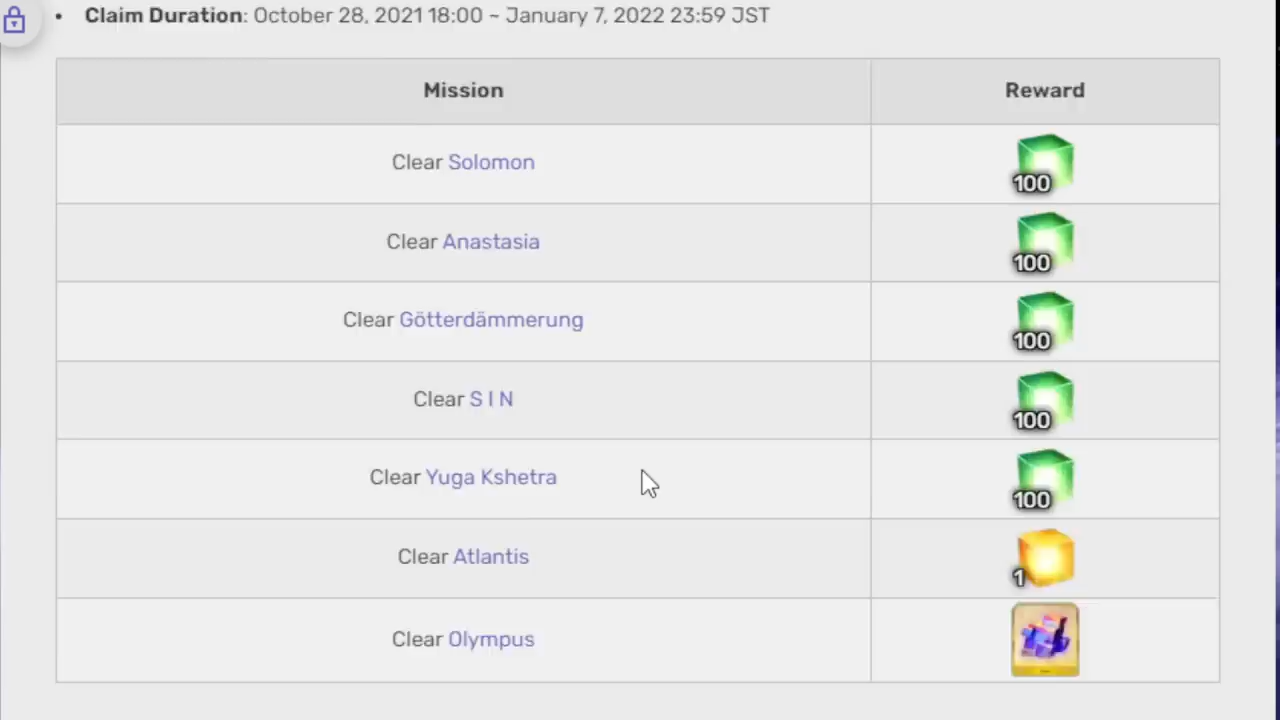 • Claim Duration: October 28, 2021 18:00 ~ January 7, 2022 23:59 JST
Mission Reward
Clear Solomon 100
Clear Anastasia 100
Clear Götterdämmerung 100
Clear S I N 100
Clear Yuga Kshetra 100
Clear Atlantis 1
Clear Olympus